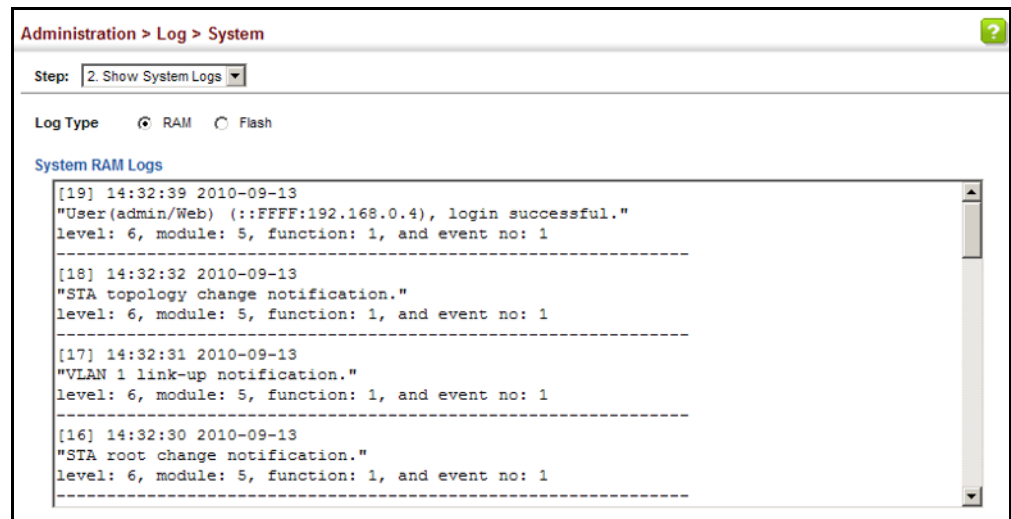 Administration > Log > System
?
Step: 2. Show System Logs
Log Type RAM Flash
System RAM Logs
[19] 14:32:39 2010-09-13
"User(admin/Web) (::FFFF:192.168.0.4), login successful."
level: 6, module: 5, function: 1, and event no: 1
---------------------------------------------------------------
[18] 14:32:32 2010-09-13
"STA topology change notification."
level: 6, module: 5, function: 1, and event no: 1
---------------------------------------------------------------
[17] 14:32:31 2010-09-13
"VLAN 1 link-up notification."
level: 6, module: 5, function: 1, and event no: 1
---------------------------------------------------------------
[16] 14:32:30 2010-09-13
"STA root change notification."
level: 6, module: 5, function: 1, and event no: 1
---------------------------------------------------------------